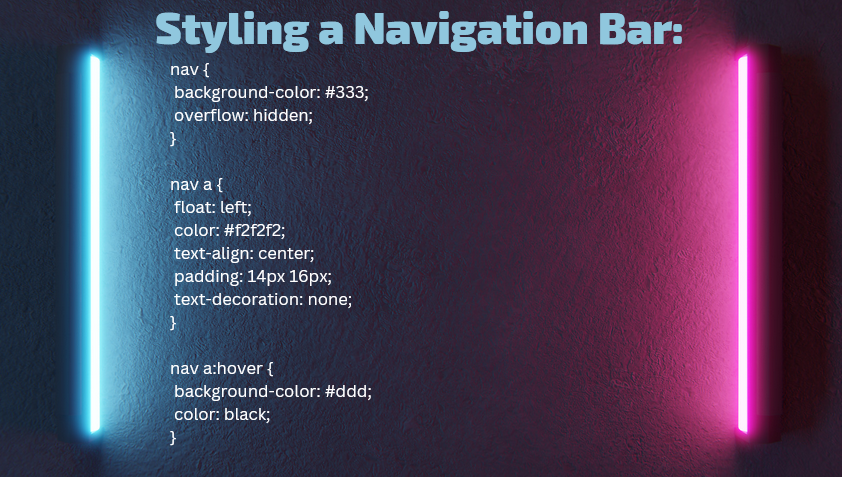 Styling a Navigation Bar:
nav {
background-color: #333;
overflow: hidden;
}
nav a {
float: left;
color: #f2f2f2;
text-align: center;
padding: 14px 16px;
text-decoration: none;
}
nav a:hover {
background-color: #ddd;
color: black;
}